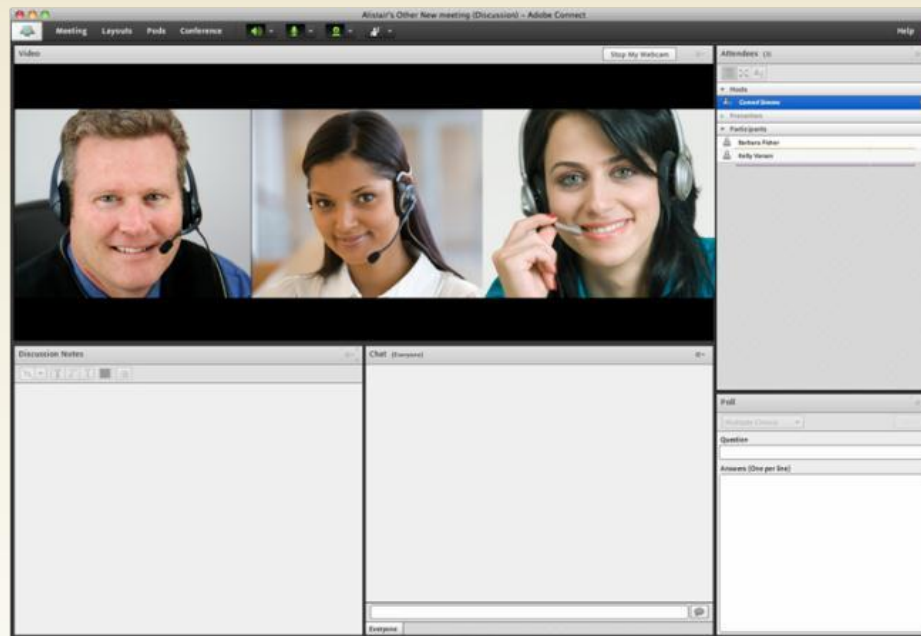 Alistair's Other New meeting (Discussion) – Adobe Connect
Meeting Layouts Pods Conference Help
Video Stop My Webcam
Attendees (3)
Hosts
Presenters
Participants
Barbara Fisher
Kelly
Discussion Notes
Chat (Everyone)
Everyone
Poll
Multiple Choice
Question
Answers (One per line)